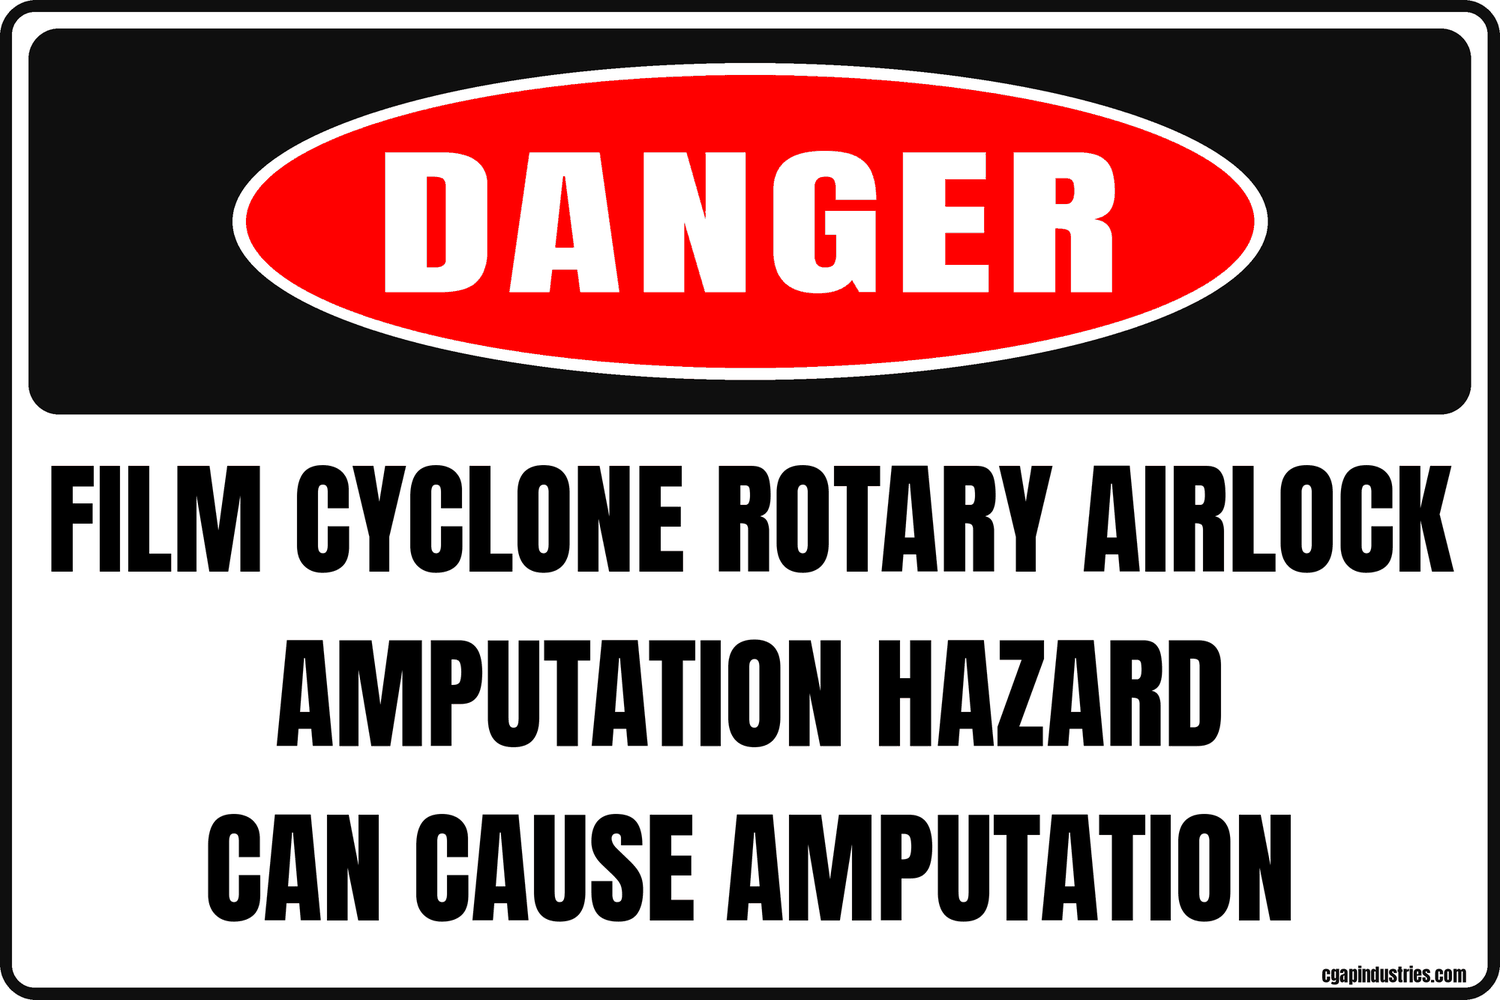 DANGER
FILM CYCLONE ROTARY AIRLOCK
AMPUTATION HAZARD
CAN CAUSE AMPUTATION
cgapindustries.com